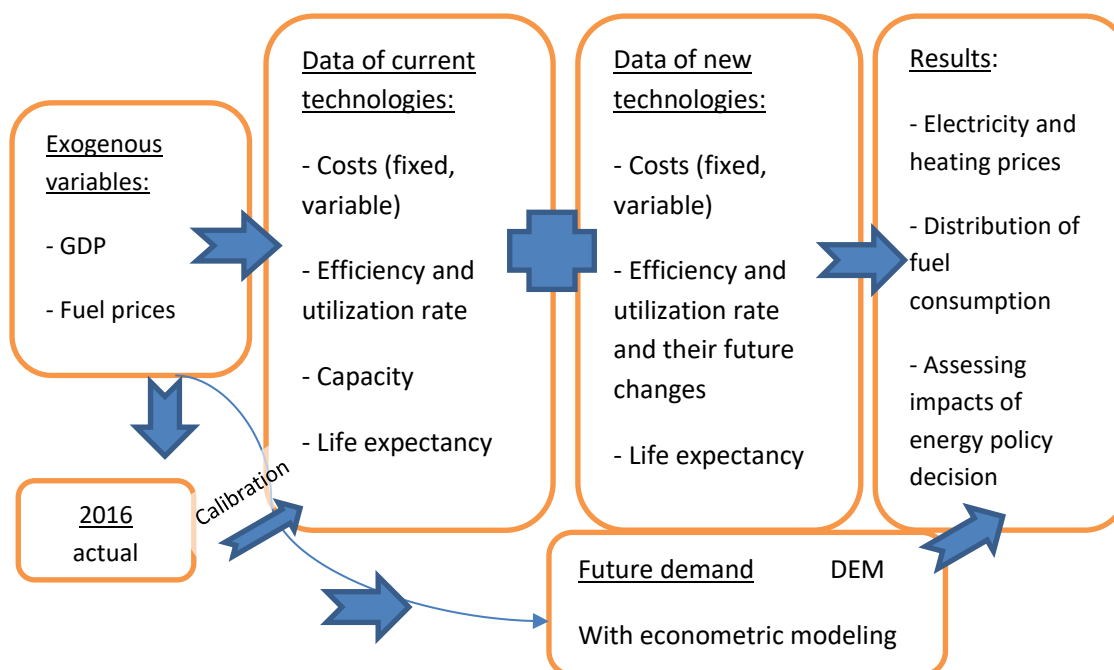 Exogenous
variables:
- GDP
- Fuel prices
2016
actual
Calibration
Data of current
technologies:
- Costs (fixed,
variable)
- Efficiency and
utilization rate
- Capacity
- Life expectancy
Data of new
technologies:
- Costs (fixed,
variable)
- Efficiency and
utilization rate
and their future
changes
- Life expectancy
Future demand DEM
With econometric modeling
Results:
- Electricity and
heating prices
- Distribution of
fuel
consumption
- Assessing
impacts of
energy policy
decision